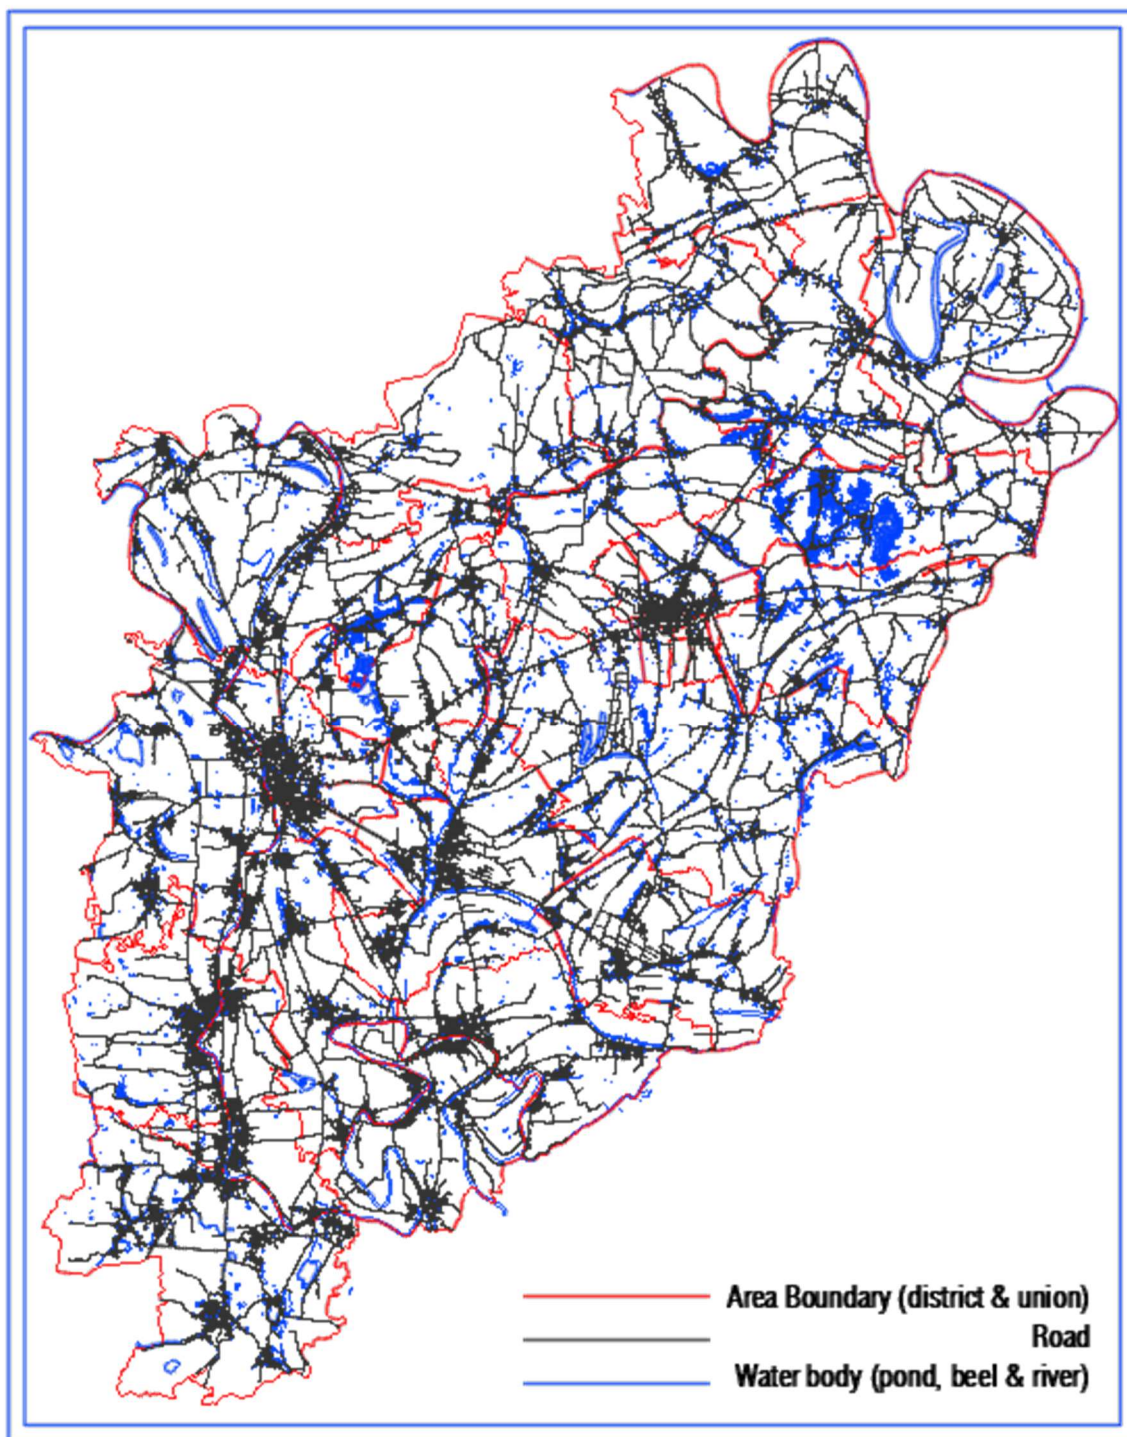 Area Boundary (district & union)
Road
Water body (pond, beel & river)